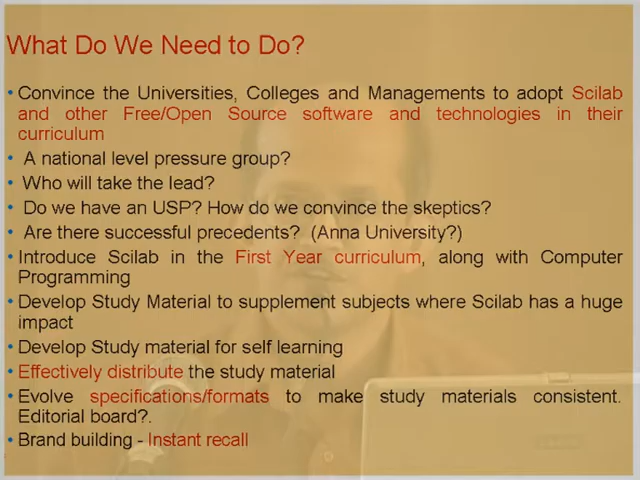 What Do We Need to Do?
• Convince the Universities, Colleges and Managements to adopt Scilab
and other Free/Open Source software and technologies in their
curriculum
• A national level pressure group?
• Who will take the lead?
• Do we have an USP? How do we convince the skeptics?
• Are there successful precedents? (Anna University?)
• Introduce Scilab in the First Year curriculum, along with Computer
Programming
• Develop Study Material to supplement subjects where Scilab has a huge
impact
• Develop Study material for self learning
• Effectively distribute the study material
• Evolve specifications/formats to make study materials consistent.
Editorial board?.
• Brand building - Instant recall